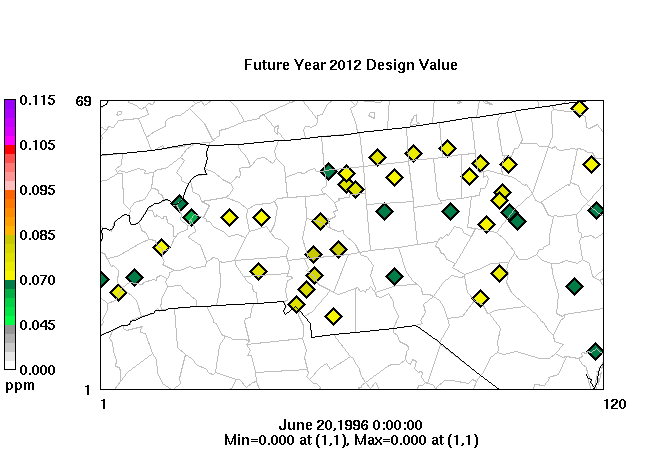 Future Year 2012 Design Value
0.115
0.105
0.095
0.085
0.070
0.045
0.000
ppm
69
1
1
120
June 20,1996 0:00:00
Min=0.000 at (1,1), Max=0.000 at (1,1)